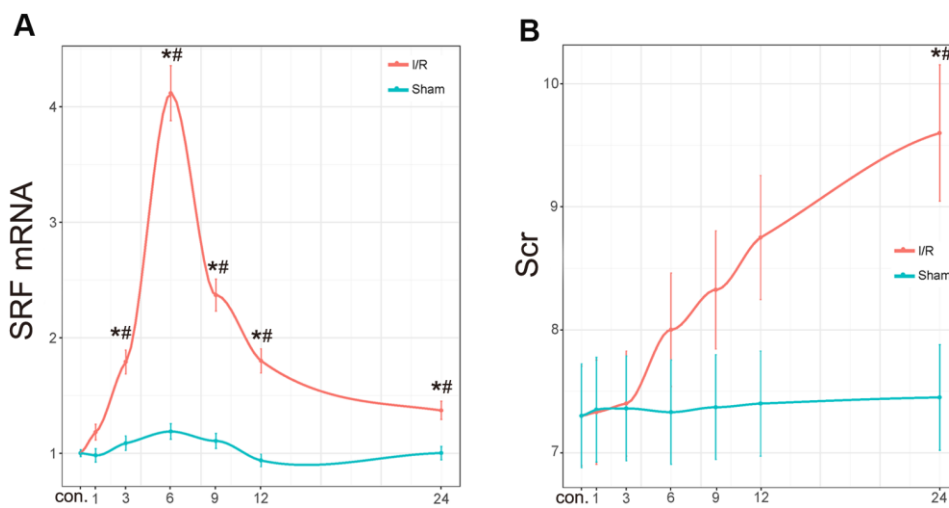 A
SRF mRNA
4
3
2
1
*#
*#
*#
*#
*#
I/R
Sham
con. 1 3 6 9 12 24
B
Scr
10
9
8
7
*#
I/R
Sham
con. 1 3 6 9 12 24